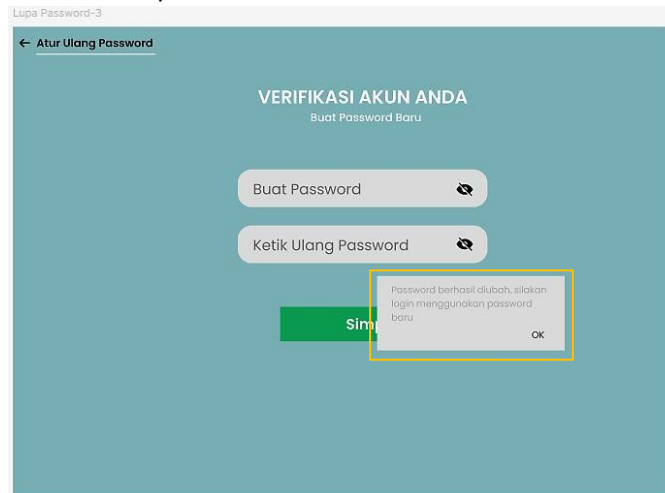 Lupa Password-3
← Atur Ulang Password
VERIFIKASI AKUN ANDA
Buat Password Baru
Buat Password
Ketik Ulang Password
Password berhasil diubah, silakan
login menggunakan password
baru
Simp
OK